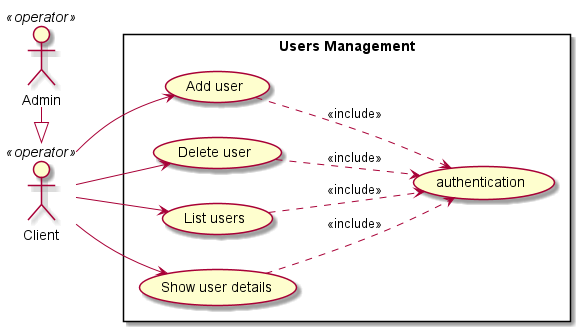 «operator»
Admin
«operator»
Client
Users Management
Add user
Delete user
List users
Show user details
«include»
«include»
«include»
«include»
authentication